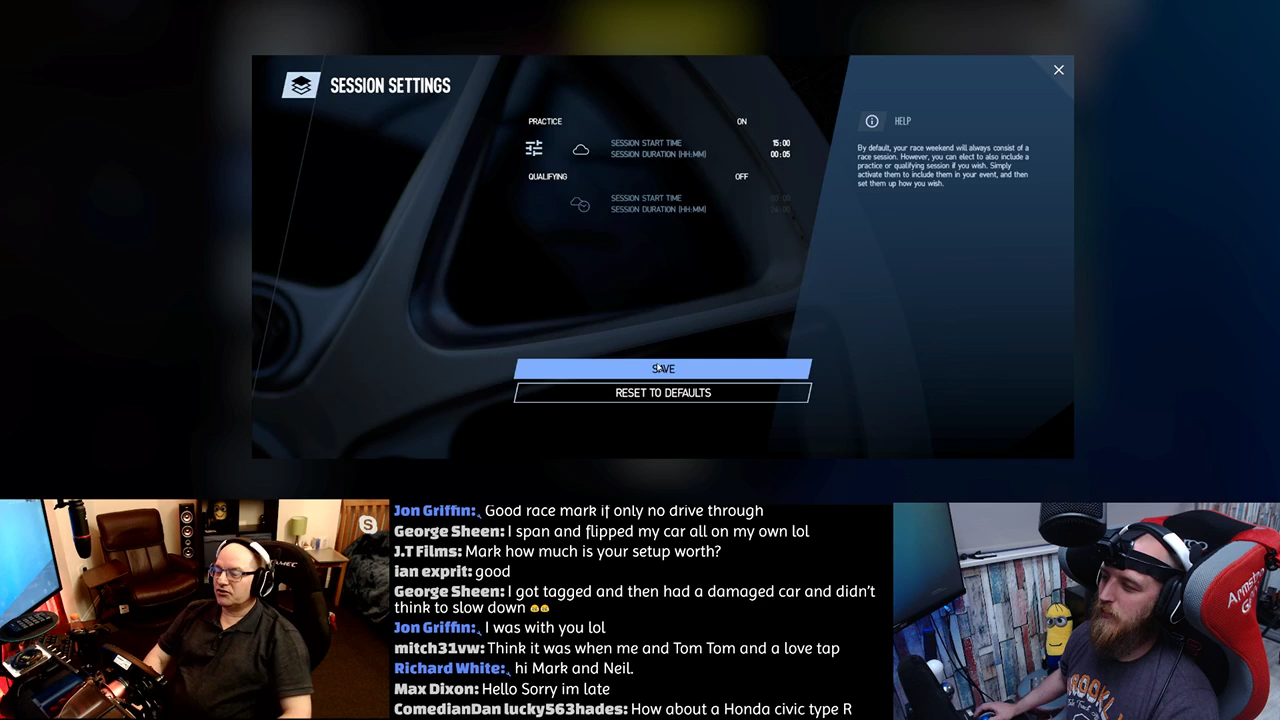 SESSION SETTINGS
PRACTICE ON
SESSION START TIME 15:00
SESSION DURATION (HH:MM) 00:05
QUALIFYING OFF
SESSION START TIME
SESSION DURATION (HH:MM)
SAVE
RESET TO DEFAULTS
HELP
By default, your race weekend will always consist of a
race session. However, you can elect to also include a
practice or qualifying session if you wish. Simply
activate them to include them in your event, and then
set them up how you wish.
Jon Griffin: Good race mark if only no drive through
George Sheen: I span and flipped my car all on my own lol
J.T Films: Mark how much is your setup worth?
ian exprit: good
George Sheen: I got tagged and then had a damaged car and didn't
think to slow down
Jon Griffin: I was with you lol
mitch31vw: Think it was when me and Tom Tom and a love tap
Richard White: hi Mark and Neil.
Max Dixon: Hello Sorry im late
ComedianDan lucky563hades: How about a Honda civic type R